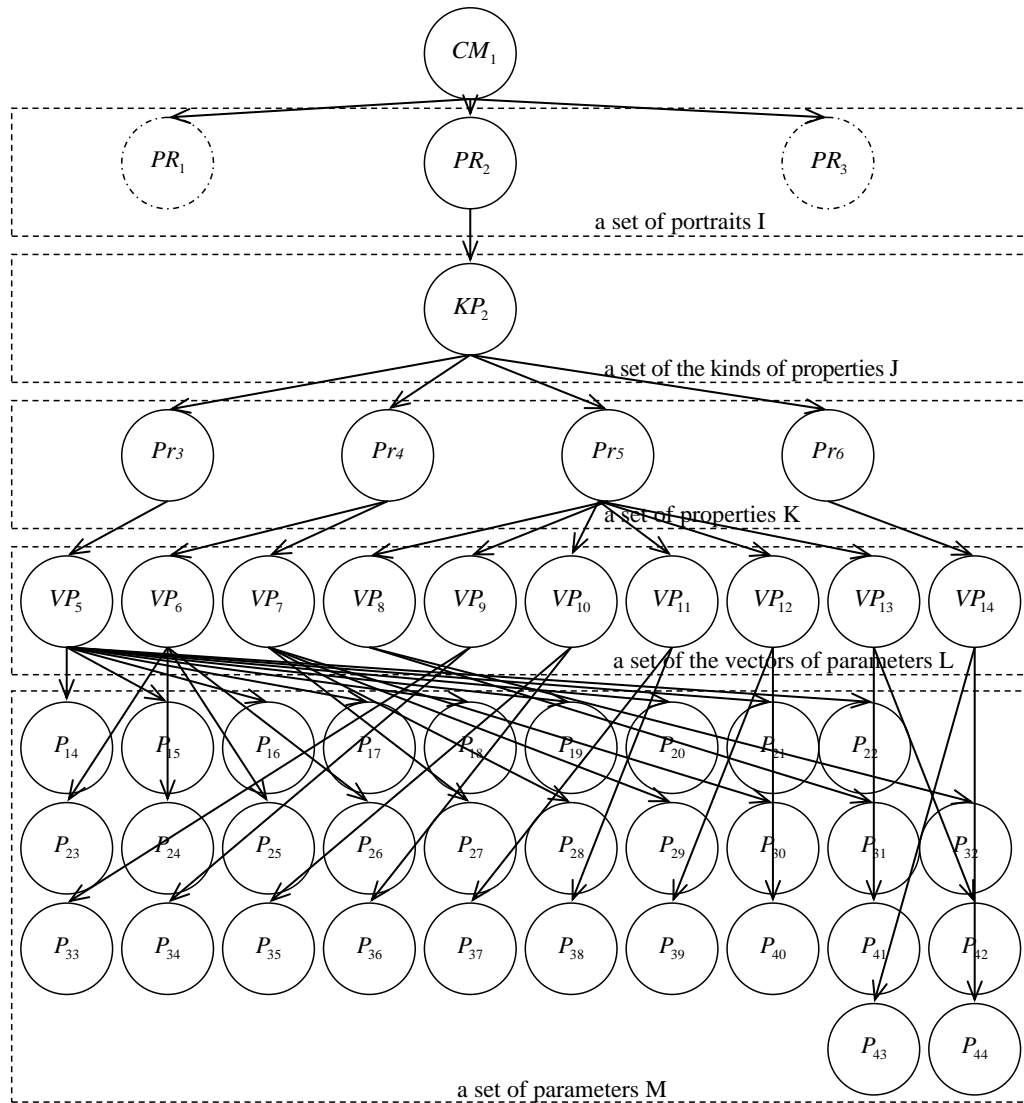 CM₁
PR₁ PR₂ PR₃
a set of portraits I
KP₂
a set of the kinds of properties J
Pr₃ Pr₄ Pr₅ Pr₆
a set of properties K
VP₅ VP₆ VP₇ VP₈ VP₉ VP₁₀ VP₁₁ VP₁₂ VP₁₃ VP₁₄
a set of the vectors of parameters L
P₁₄ P₁₅ P₁₆ P₁₇ P₁₈ P₁₉ P₂₀ P₂₁ P₂₂
P₂₃ P₂₄ P₂₅ P₂₆ P₂₇ P₂₈ P₂₉ P₃₀ P₃₁ P₃₂
P₃₃ P₃₄ P₃₅ P₃₆ P₃₇ P₃₈ P₃₉ P₄₀ P₄₁ P₄₂
P₄₃ P₄₄
a set of parameters M